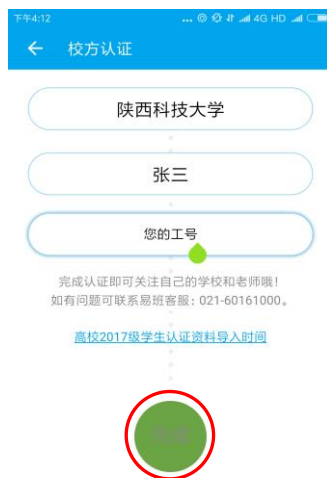 下午4:12 ... 4G HD
校方认证
陕西科技大学
张三
您的工号
完成认证即可关注自己的学校和老师哦！
如有问题可联系易班客服：021-60161000。
高校2017级学生认证资料导入时间